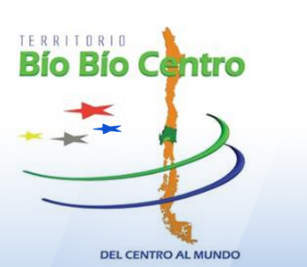 TERRITORIO
Bío Bío Centro
DEL CENTRO AL MUNDO